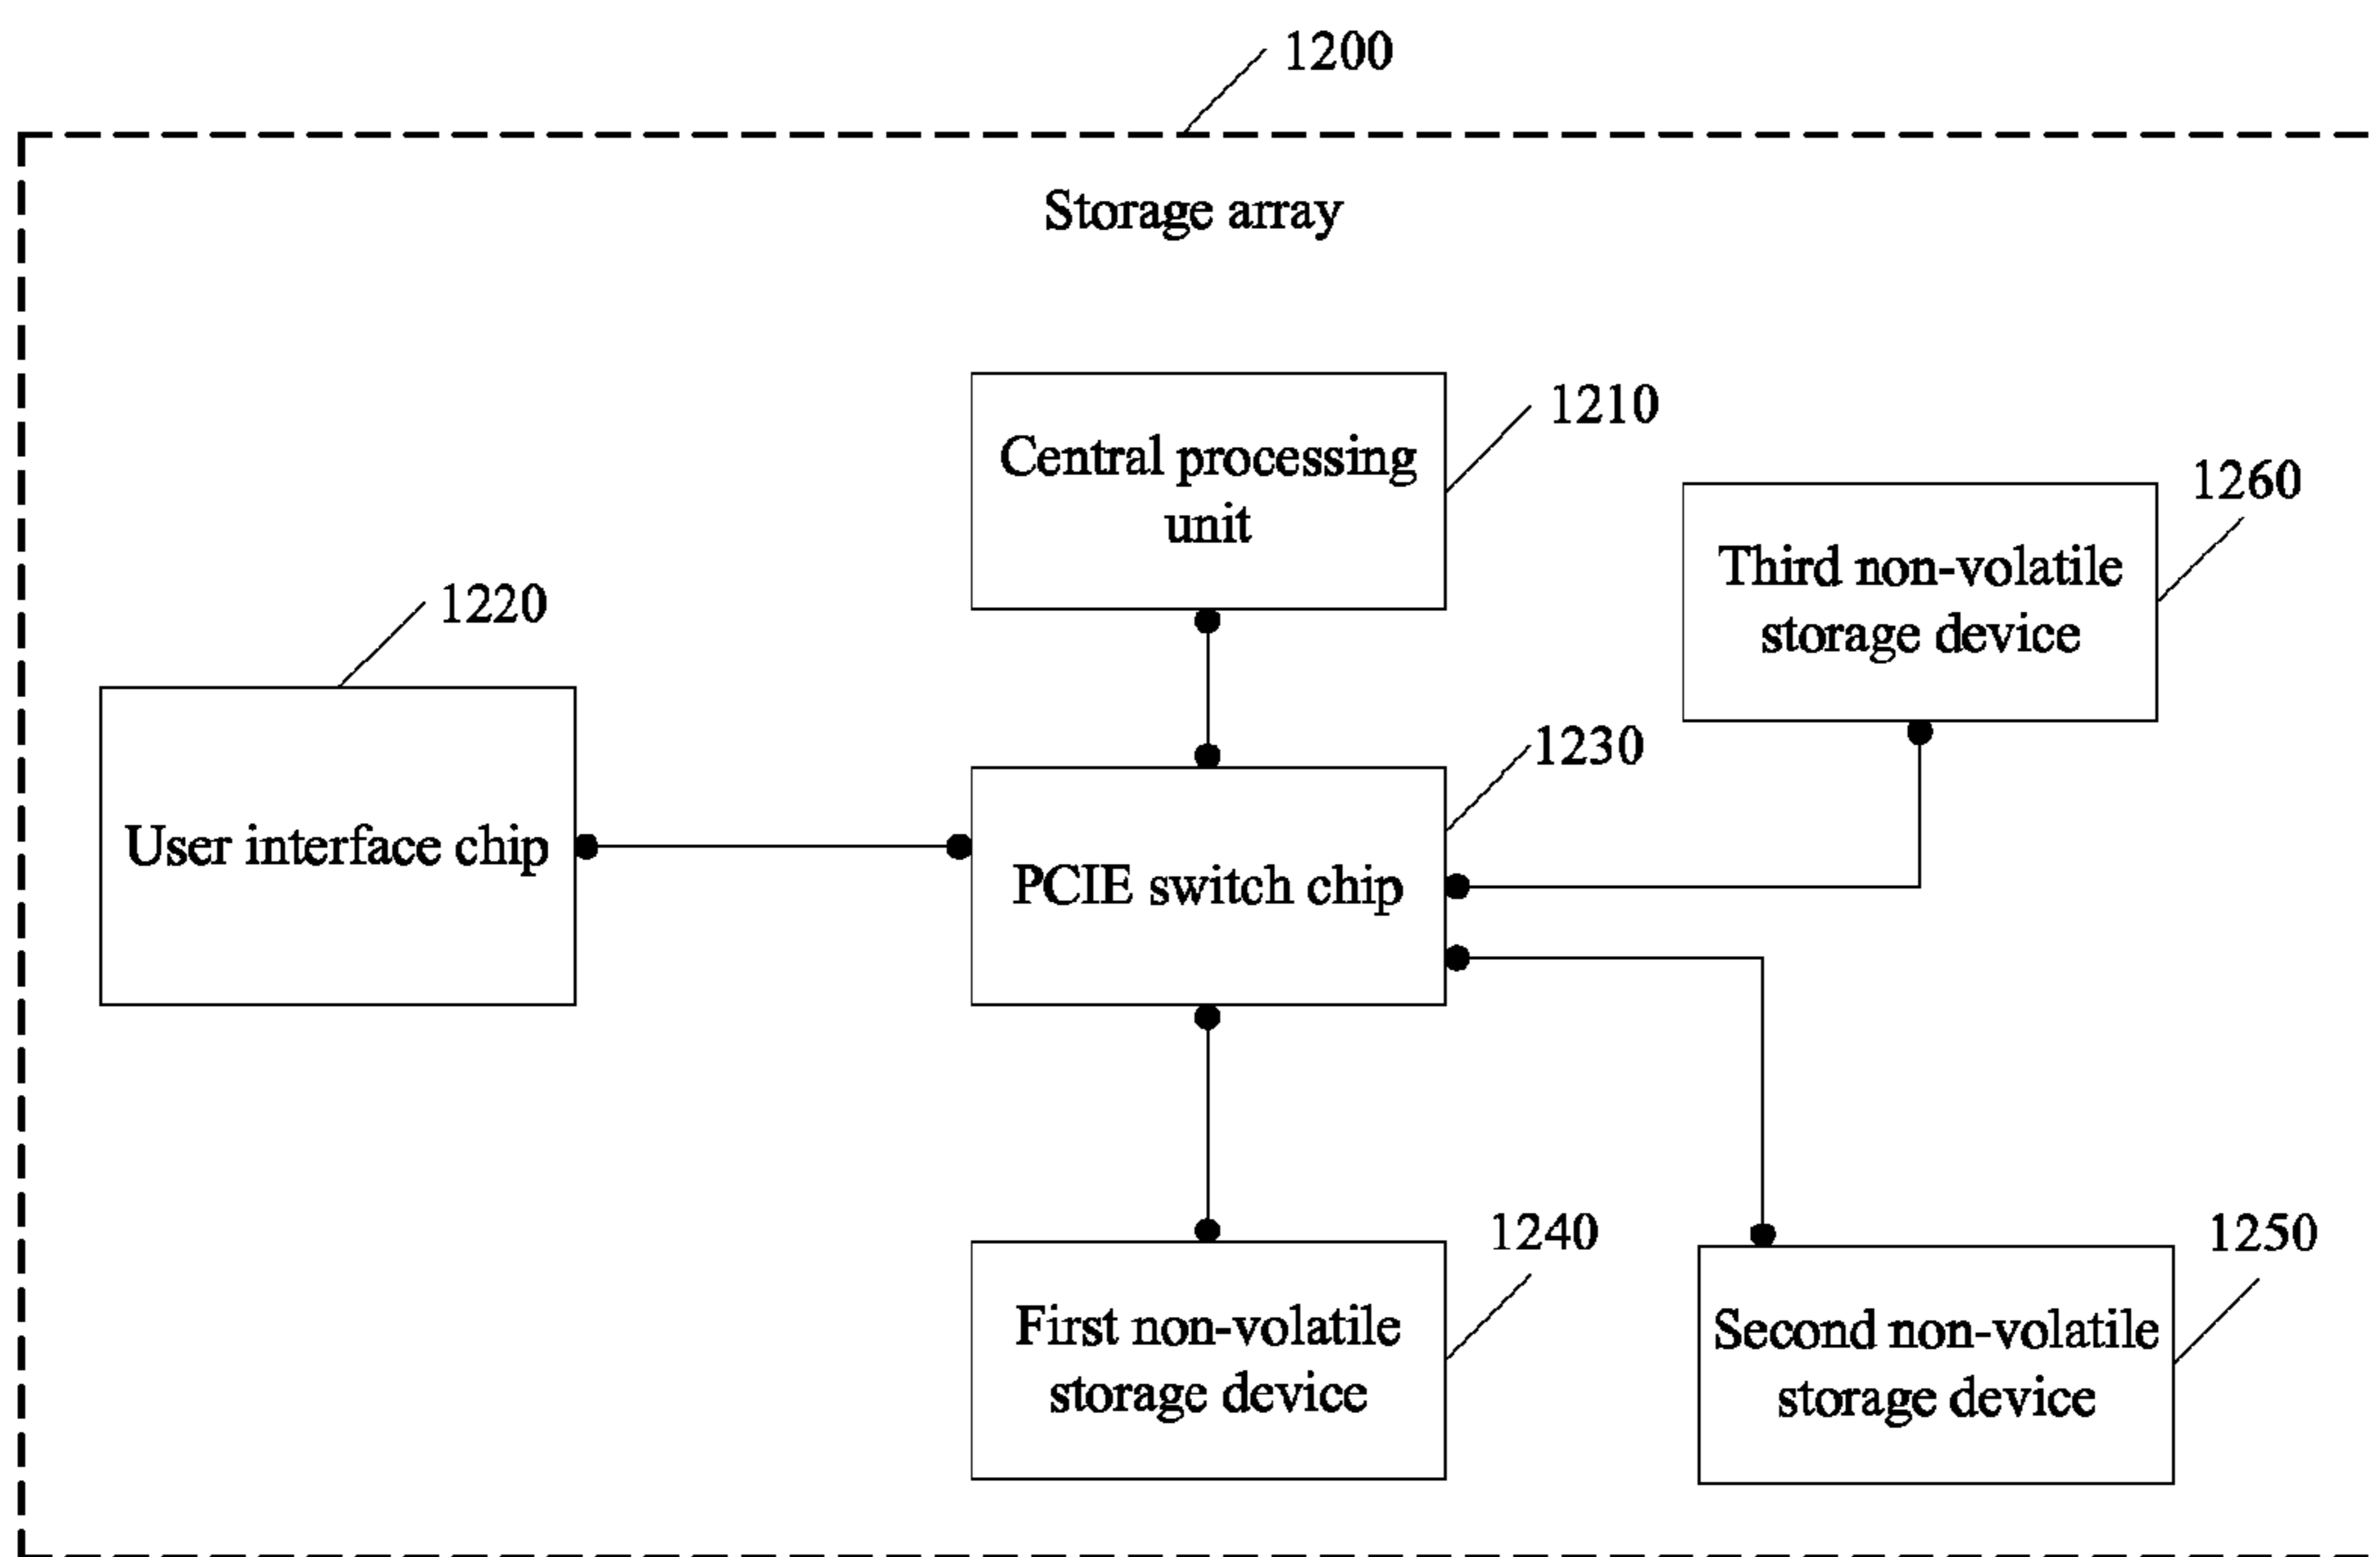 1200
Storage array
1210
Central processing
unit
1260
Third non-volatile
storage device
1220
User interface chip
1230
PCIE switch chip
1240
First non-volatile
storage device
1250
Second non-volatile
storage device